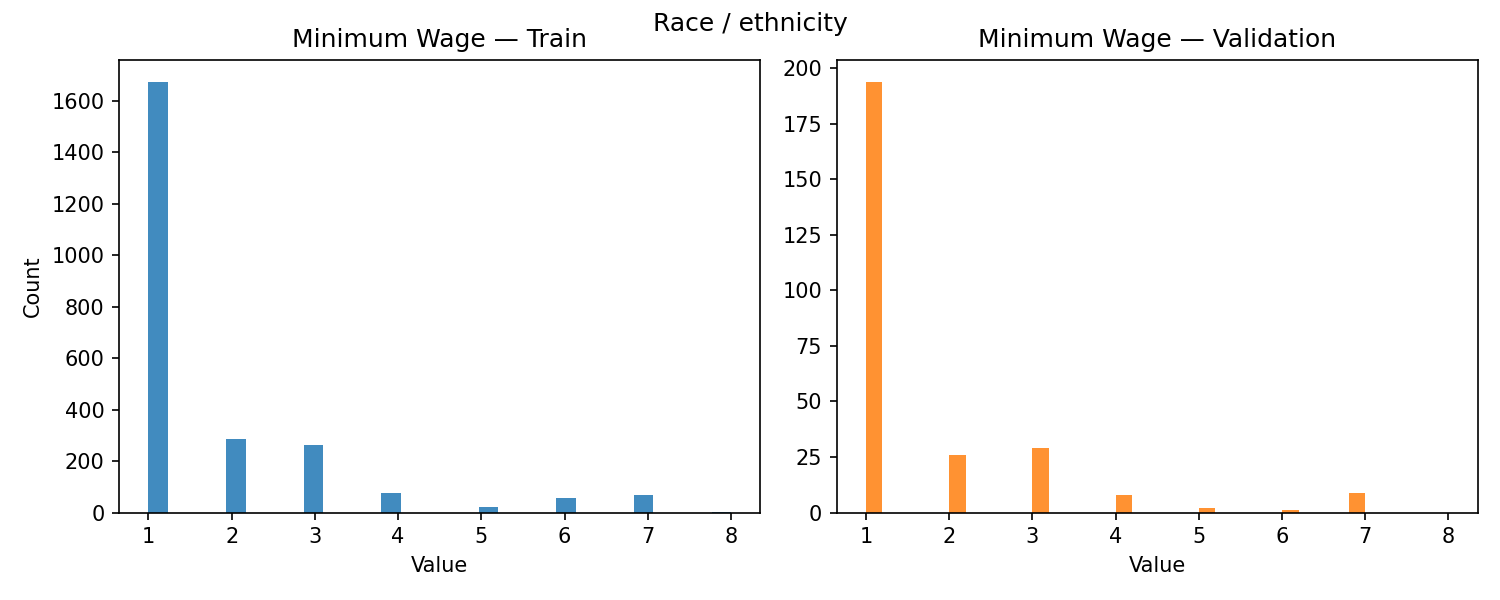 Race / ethnicity
Minimum Wage — Train
Count
1600
1400
1200
1000
800
600
400
200
0
1 2 3 4 5 6 7 8
Value
Minimum Wage — Validation
200
175
150
125
100
75
50
25
0
1 2 3 4 5 6 7 8
Value